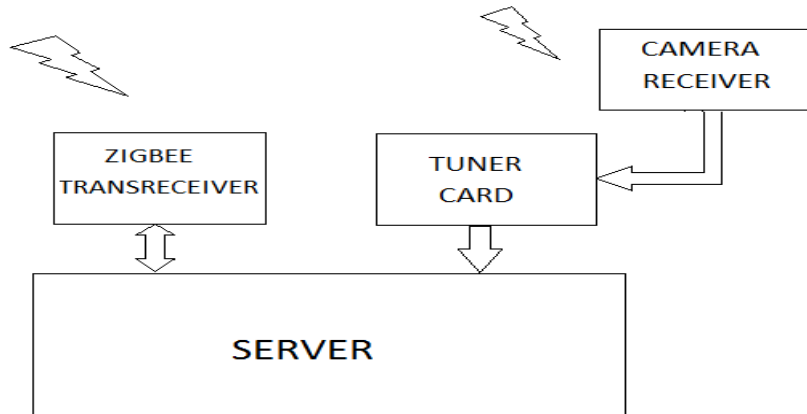 CAMERA
RECEIVER
ZIGBEE
TRANSRECEIVER
TUNER
CARD
SERVER